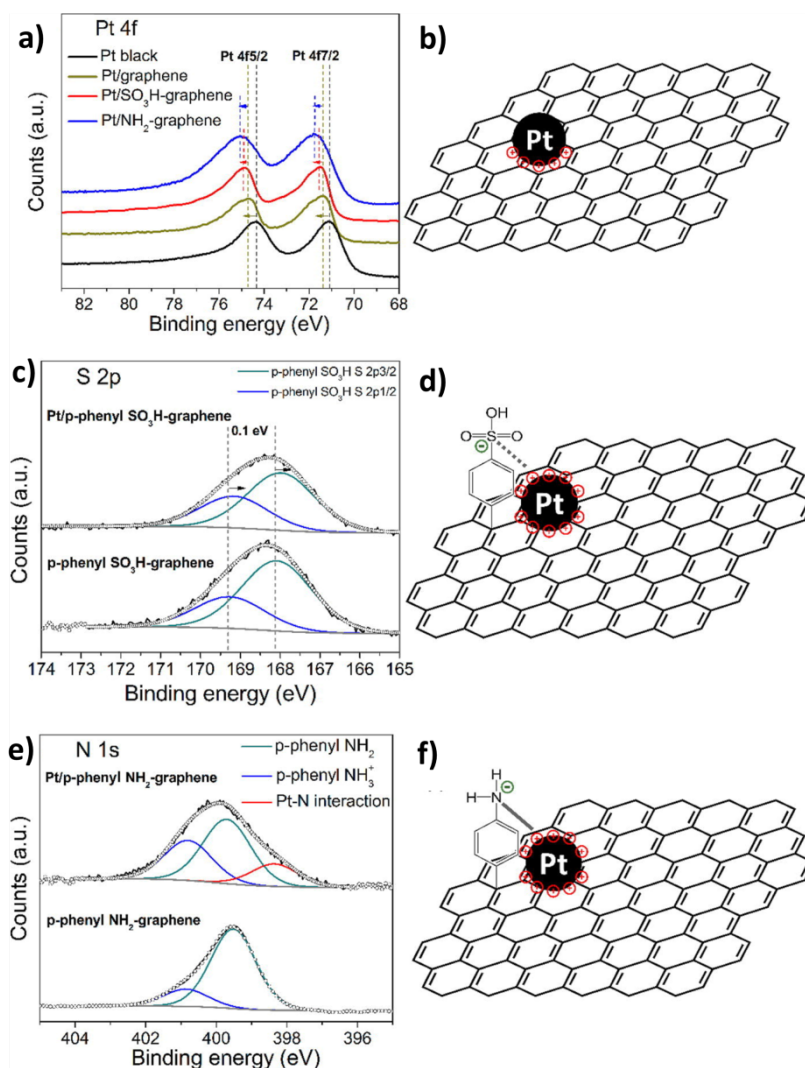 a)
Pt 4f
Pt black
Pt/graphene
Pt/SO₃H-graphene
Pt/NH₂-graphene
Pt 4f5/2
Pt 4f7/2
Counts (a.u.)
82 80 78 76 74 72 70 68
Binding energy (eV)
b)
Pt
+ + + + +
c)
S 2p
p-phenyl SO₃H S 2p3/2
p-phenyl SO₃H S 2p1/2
Pt/p-phenyl SO₃H-graphene
0.1 eV
p-phenyl SO₃H-graphene
Counts (a.u.)
174 173 172 171 170 169 168 167 166 165
Binding energy (eV)
d)
OH
O=S=O
⊖
Pt
e)
N 1s
p-phenyl NH₂
Pt/p-phenyl NH₂-graphene
p-phenyl NH₃⁺
Pt-N interaction
p-phenyl NH₂-graphene
Counts (a.u.)
404 402 400 398 396
Binding energy (eV)
f)
H
H N ⊖
Pt